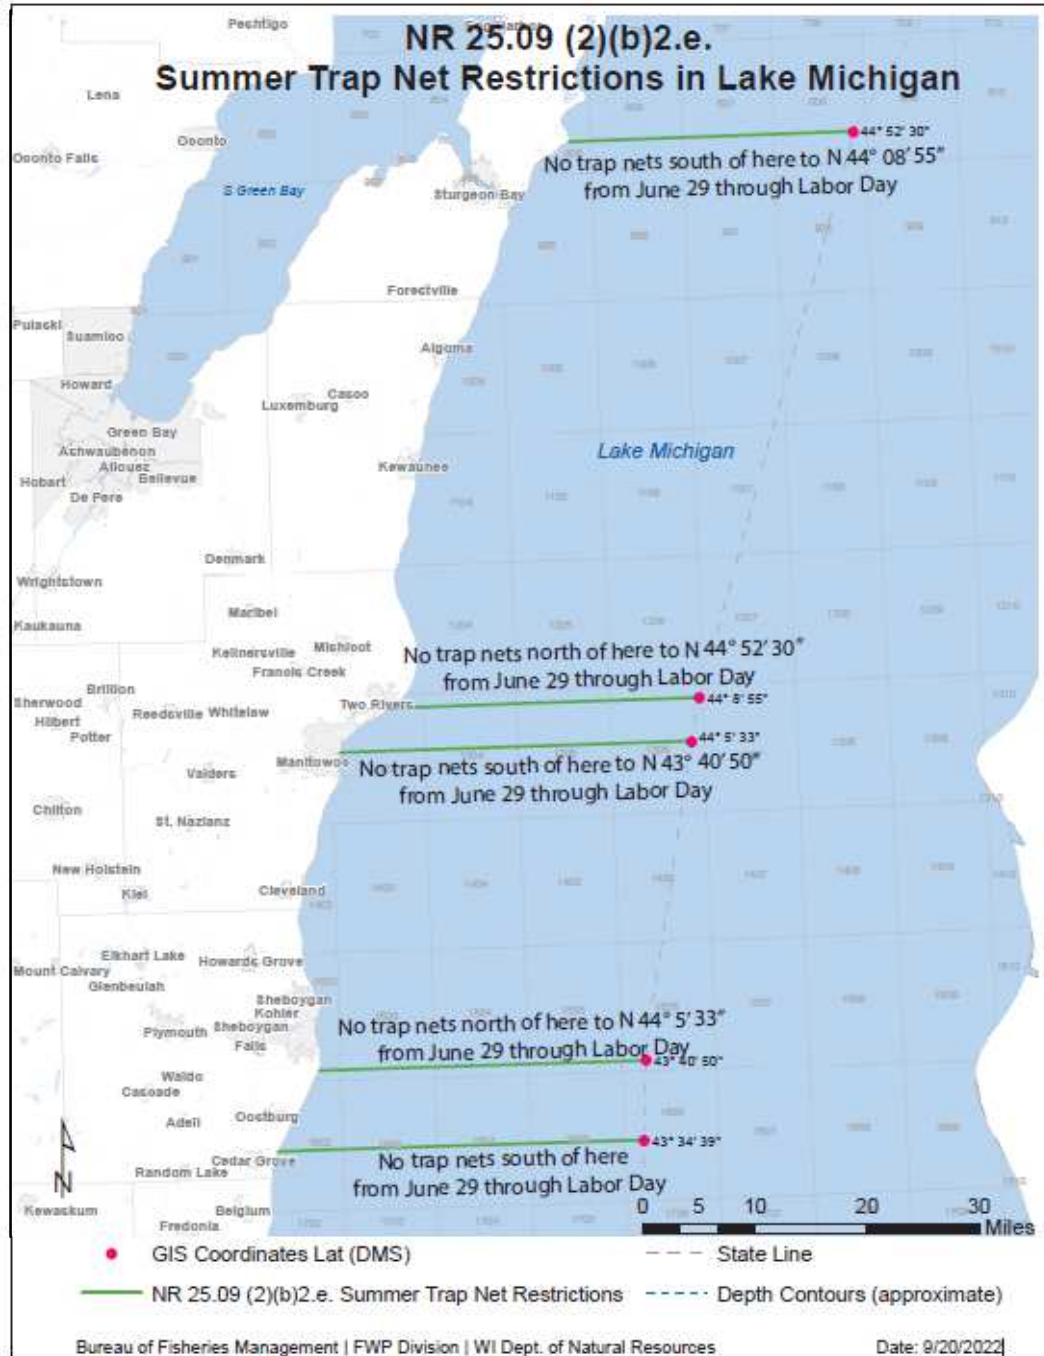 Peshtigo
NR 25.09 (2)(b)2.e.
Summer Trap Net Restrictions in Lake Michigan
Lena
Oconto
Oconto Falls
44° 52' 30"
No trap nets south of here to N 44° 08' 55"
from June 29 through Labor Day
S Green Bay
Sturgeon Bay
Forestville
Pulaski
Suamico
Algoma
Howard
Casco
Luxemburg
Green Bay
Ashwaubenon
Allouez
Bellevue
Hobart
De Pere
Lake Michigan
Kewaunee
Denmark
Wrightstown
Maribel
Kaukauna
Kellnersville
Mishicot
Francis Creek
No trap nets north of here to N 44° 52' 30"
from June 29 through Labor Day
Sherwood
Brillion
Hilbert
Potter
Reedsville
Whitelaw
Two Rivers
44° 8' 55"
44° 5' 33"
Manitowoc
Valders
No trap nets south of here to N 43° 40' 50"
from June 29 through Labor Day
Chilton
St. Nazianz
New Holstein
Kiel
Cleveland
Elkhart Lake
Howards Grove
Mount Calvary
Glenbeulah
Sheboygan
Kohler
Plymouth
Sheboygan
Falls
No trap nets north of here to N 44° 5' 33"
from June 29 through Labor Day
43° 40' 50"
Waldo
Cascade
Adell
Oostburg
43° 34' 39"
Cedar Grove
Random Lake
No trap nets south of here
from June 29 through Labor Day
N
Kewaskum
Belgium
Fredonia
0 5 10 20 30
Miles
GIS Coordinates Lat (DMS)
State Line
NR 25.09 (2)(b)2.e. Summer Trap Net Restrictions
Depth Contours (approximate)
Bureau of Fisheries Management | FWP Division | WI Dept. of Natural Resources
Date: 9/20/2022